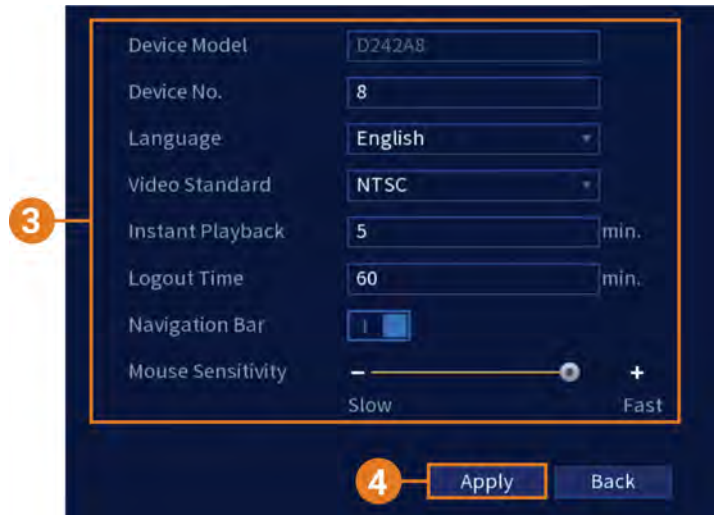 Device Model D242A8
Device No. 8
Language English
Video Standard NTSC
3
Instant Playback 5 min.
Logout Time 60 min.
Navigation Bar
Mouse Sensitivity - +
Slow Fast
4 Apply Back